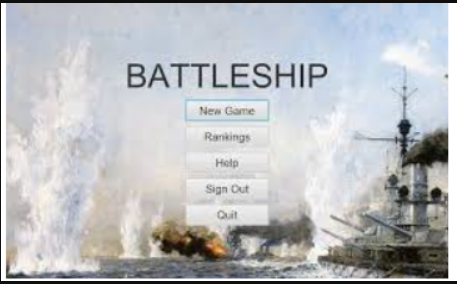 BATTLESHIP
New Game
Rankings
Help
Sign Out
Quit